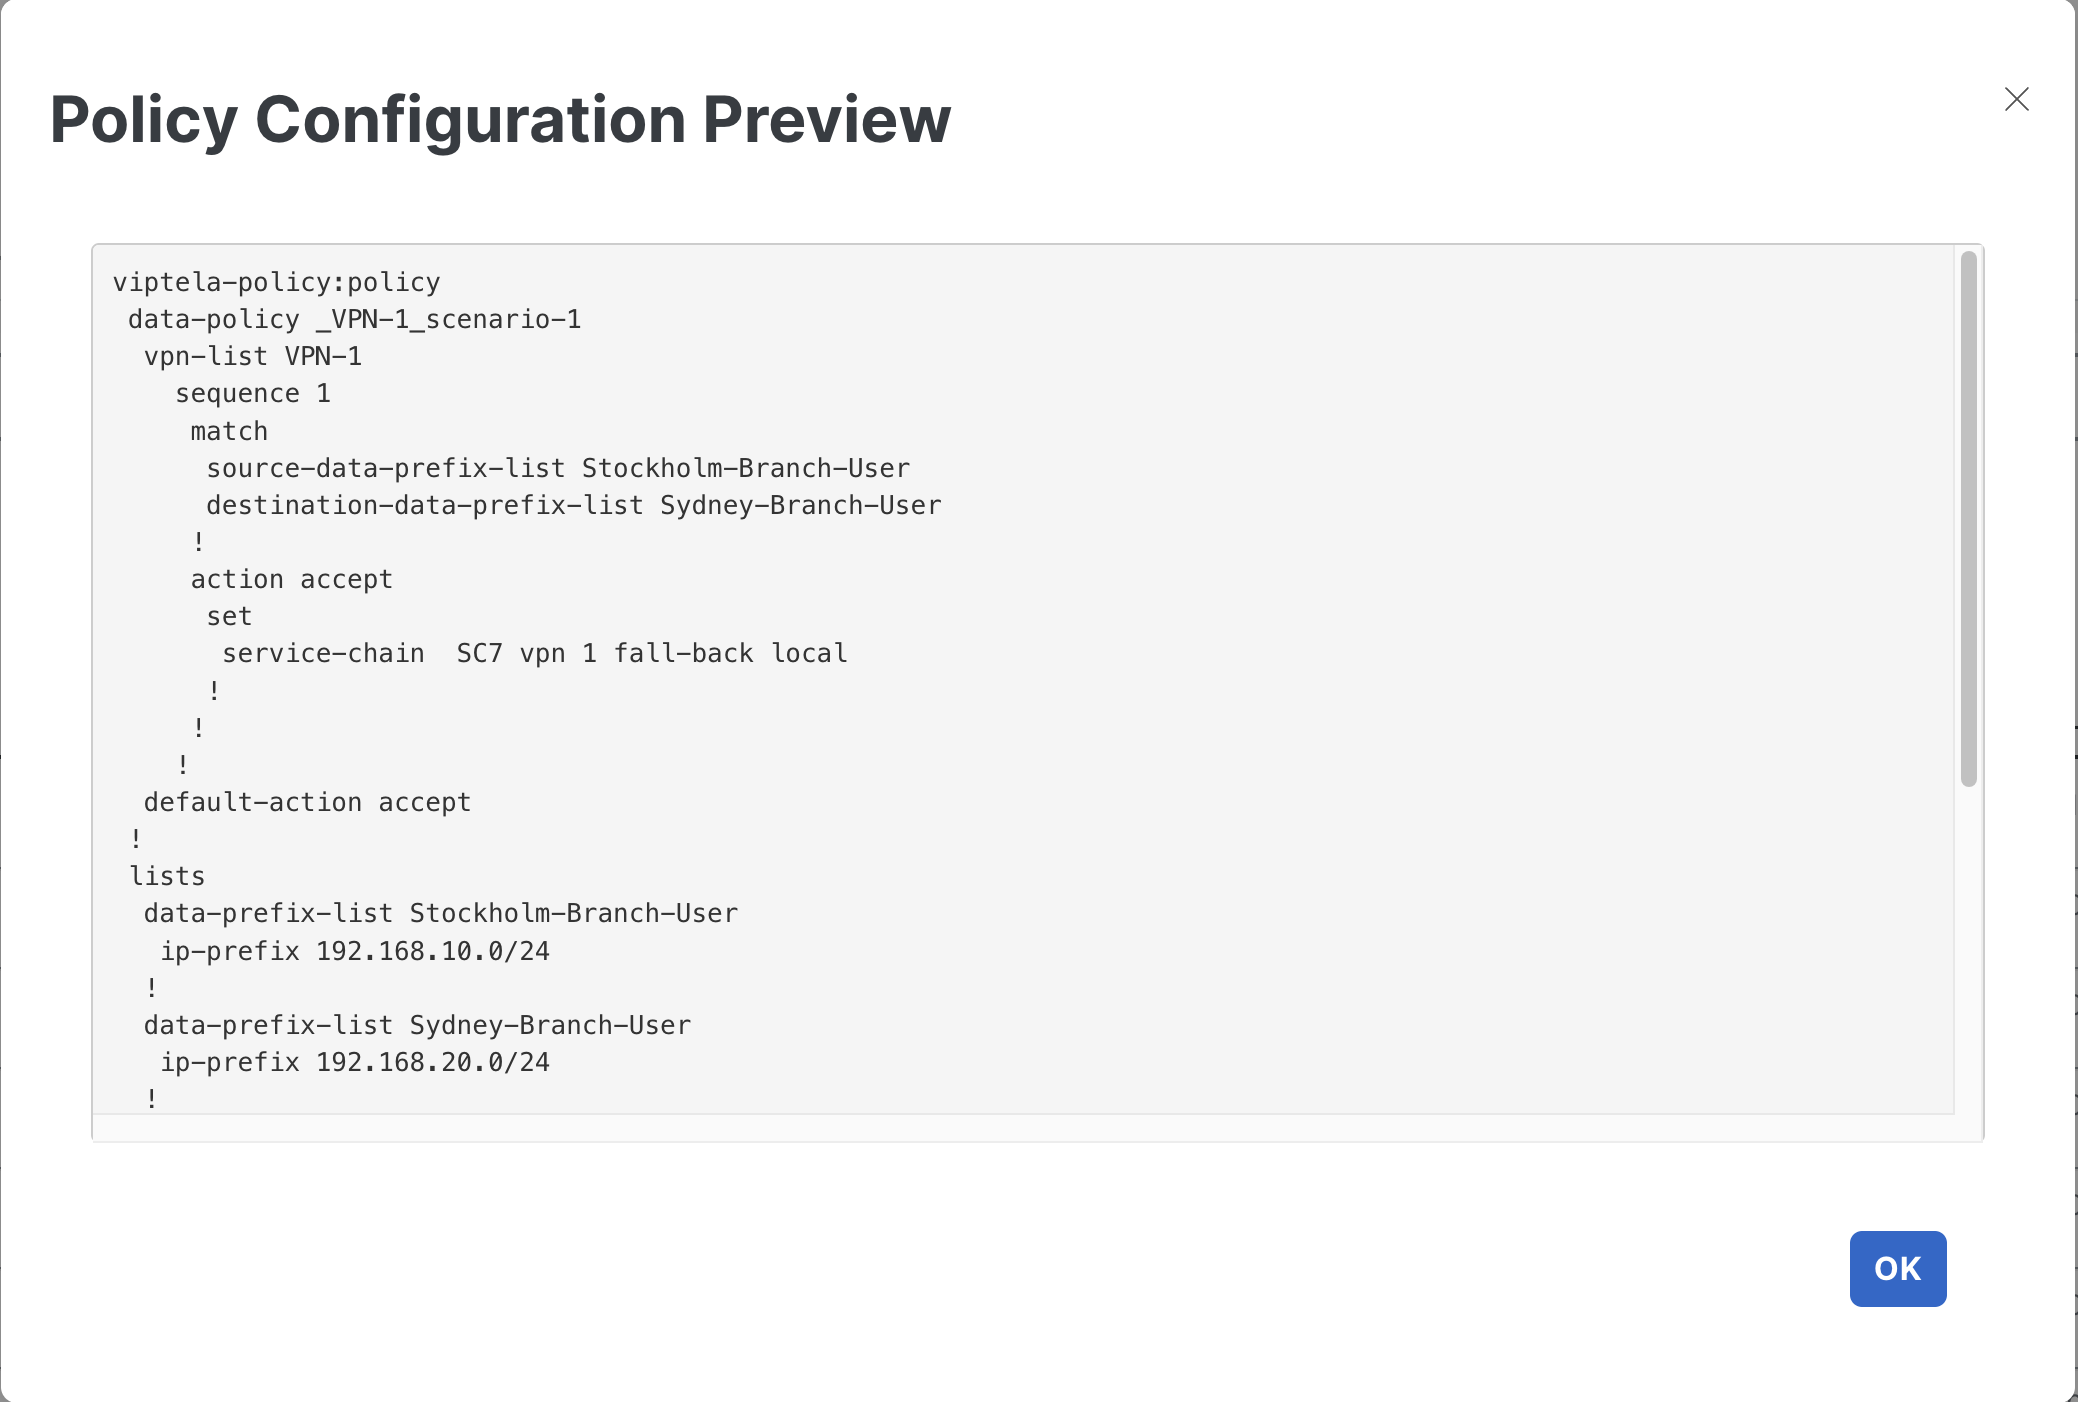 Policy Configuration Preview
viptela-policy:policy
 data-policy _VPN-1_scenario-1
  vpn-list VPN-1
    sequence 1
     match
      source-data-prefix-list Stockholm-Branch-User
      destination-data-prefix-list Sydney-Branch-User
     !
     action accept
      set
       service-chain  SC7 vpn 1 fall-back local
      !
     !
    !
  default-action accept
 !
 lists
  data-prefix-list Stockholm-Branch-User
   ip-prefix 192.168.10.0/24
  !
  data-prefix-list Sydney-Branch-User
   ip-prefix 192.168.20.0/24
  !
OK